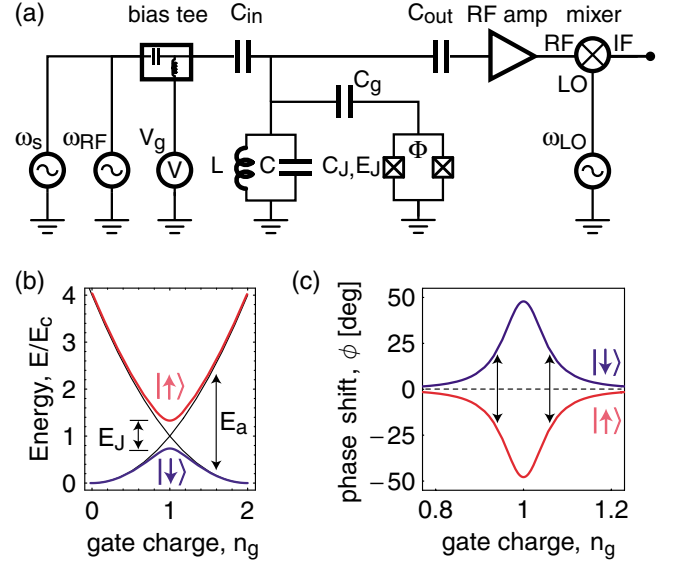 (a) bias tee C_in C_out RF amp mixer
RF IF
LO
C_g
ω_s ω_RF V_g ω_LO
V L C C_J,E_J Φ
(b)
Energy, E/E_c
4
3
2
1
0
|↑⟩
E_J
E_a
|↓⟩
0 1 2
gate charge, n_g
(c)
phase shift, ϕ [deg]
50
25
0
−25
−50
|↓⟩
|↑⟩
0.8 1 1.2
gate charge, n_g